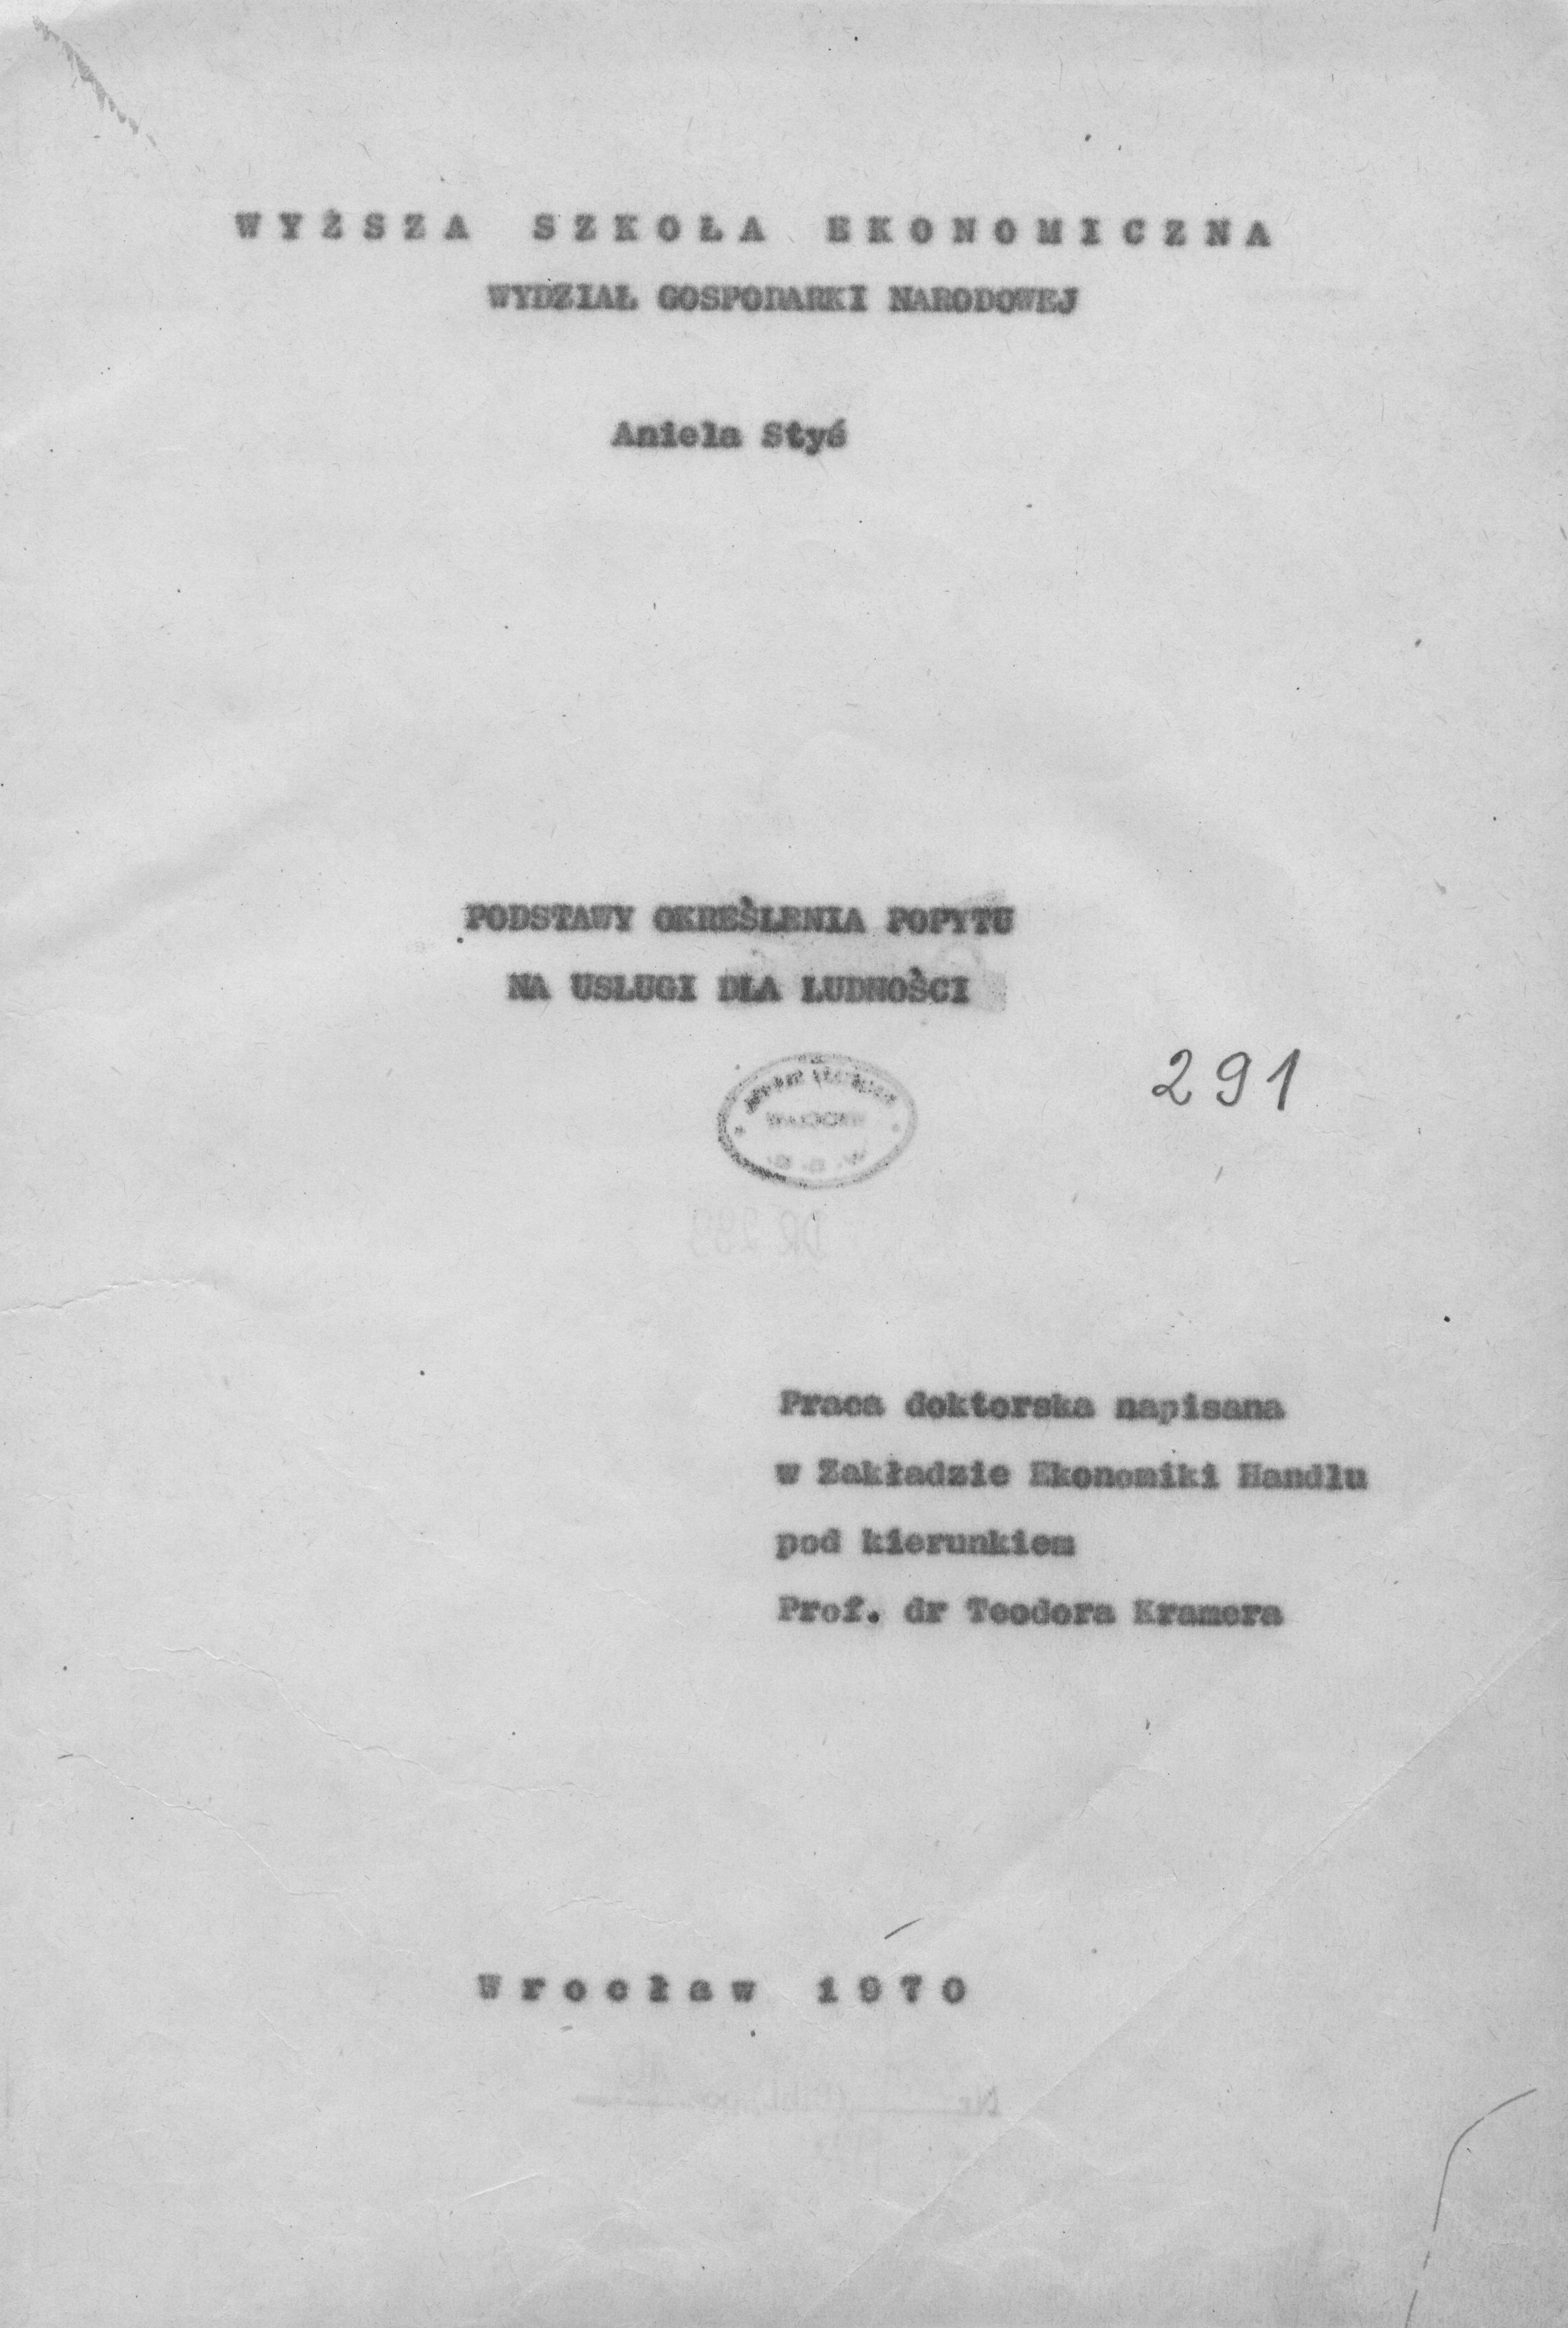 WYŻSZA SZKOŁA EKONOMICZNA
WYDZIAŁ GOSPODARKI NARODOWEJ
Aniela Styś
PODSTAWY OKREŚLENIA POPYTU
NA USŁUGI DLA LUDNOŚCI
291
Praca doktorska napisana
w Zakładzie Ekonomiki Handlu
pod kierunkiem
Prof. dr Teodora Kramera
Wrocław 1970